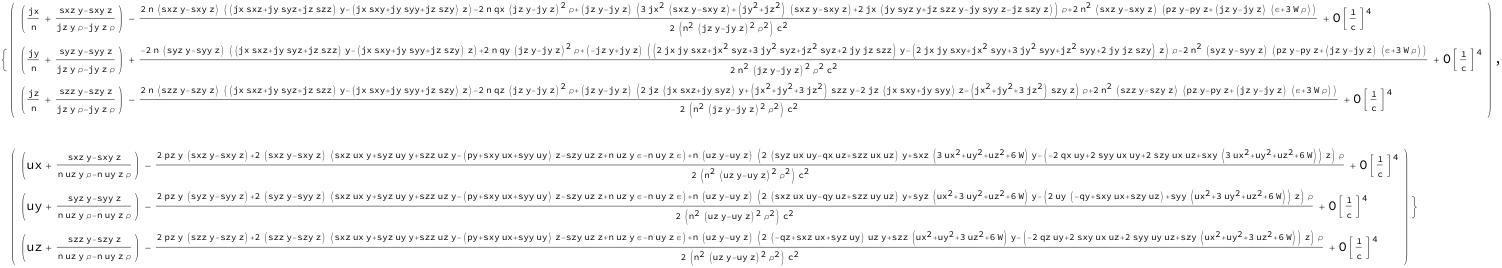 { ( (jx/n + (sxz y-sxy z)/(jz y ρ-jy z ρ)) - (2 n (sxz y-sxy z) ((jx sxz+jy syz+jz szz) y-(jx sxy+jy syy+jz szy) z)-2 n qx (jz y-jy z)² ρ+(jz y-jy z) (3 jx² (sxz y-sxy z)+(jy²+jz²) (sxz y-sxy z)+2 jx (jy syz y+jz szz y-jy syy z-jz szy z)) ρ+2 n² (sxz y-sxy z) (pz y-py z+(jz y-jy z) (ϵ+3 W ρ)))/(2 (n² (jz y-jy z)² ρ²) c²) + O[1/c]⁴
(jy/n + (syz y-syy z)/(jz y ρ-jy z ρ)) + (-2 n (syz y-syy z) ((jx sxz+jy syz+jz szz) y-(jx sxy+jy syy+jz szy) z)+2 n qy (jz y-jy z)² ρ+(-jz y+jy z) ((2 jx jy sxz+jx² syz+3 jy² syz+jz² syz+2 jy jz szz) y-(2 jx jy sxy+jx² syy+3 jy² syy+jz² syy+2 jy jz szy) z) ρ-2 n² (syz y-syy z) (pz y-py z+(jz y-jy z) (ϵ+3 W ρ)))/(2 n² (jz y-jy z)² ρ² c²) + O[1/c]⁴
(jz/n + (szz y-szy z)/(jz y ρ-jy z ρ)) - (2 n (szz y-szy z) ((jx sxz+jy syz+jz szz) y-(jx sxy+jy syy+jz szy) z)-2 n qz (jz y-jy z)² ρ+(jz y-jy z) (2 jz (jx sxz+jy syz) y+(jx²+jy²+3 jz²) szz y-2 jz (jx sxy+jy syy) z-(jx²+jy²+3 jz²) szy z) ρ+2 n² (szz y-szy z) (pz y-py z+(jz y-jy z) (ϵ+3 W ρ)))/(2 (n² (jz y-jy z)² ρ²) c²) + O[1/c]⁴ ) ,
( (ux + (sxz y-sxy z)/(n uz y ρ-n uy z ρ)) - (2 pz y (sxz y-sxy z)+2 (sxz y-sxy z) (sxz ux y+syz uy y+szz uz y-(py+sxy ux+syy uy) z-szy uz z+n uz y ϵ-n uy z ϵ)+n (uz y-uy z) (2 (syz ux uy-qx uz+szz ux uz) y+sxz (3 ux²+uy²+uz²+6 W) y-(-2 qx uy+2 syy ux uy+2 szy ux uz+sxy (3 ux²+uy²+uz²+6 W)) z) ρ)/(2 (n² (uz y-uy z)² ρ²) c²) + O[1/c]⁴
(uy + (syz y-syy z)/(n uz y ρ-n uy z ρ)) - (2 pz y (syz y-syy z)+2 (syz y-syy z) (sxz ux y+syz uy y+szz uz y-(py+sxy ux+syy uy) z-szy uz z+n uz y ϵ-n uy z ϵ)+n (uz y-uy z) (2 (sxz ux uy-qy uz+szz uy uz) y+syz (ux²+3 uy²+uz²+6 W) y-(2 uy (-qy+sxy ux+szy uz)+syy (ux²+3 uy²+uz²+6 W)) z) ρ)/(2 (n² (uz y-uy z)² ρ²) c²) + O[1/c]⁴
(uz + (szz y-szy z)/(n uz y ρ-n uy z ρ)) - (2 pz y (szz y-szy z)+2 (szz y-szy z) (sxz ux y+syz uy y+szz uz y-(py+sxy ux+syy uy) z-szy uz z+n uz y ϵ-n uy z ϵ)+n (uz y-uy z) (2 (-qz+sxz ux+syz uy) uz y+szz (ux²+uy²+3 uz²+6 W) y-(-2 qz uy+2 sxy ux uz+2 syy uy uz+szy (ux²+uy²+3 uz²+6 W)) z) ρ)/(2 (n² (uz y-uy z)² ρ²) c²) + O[1/c]⁴ ) }